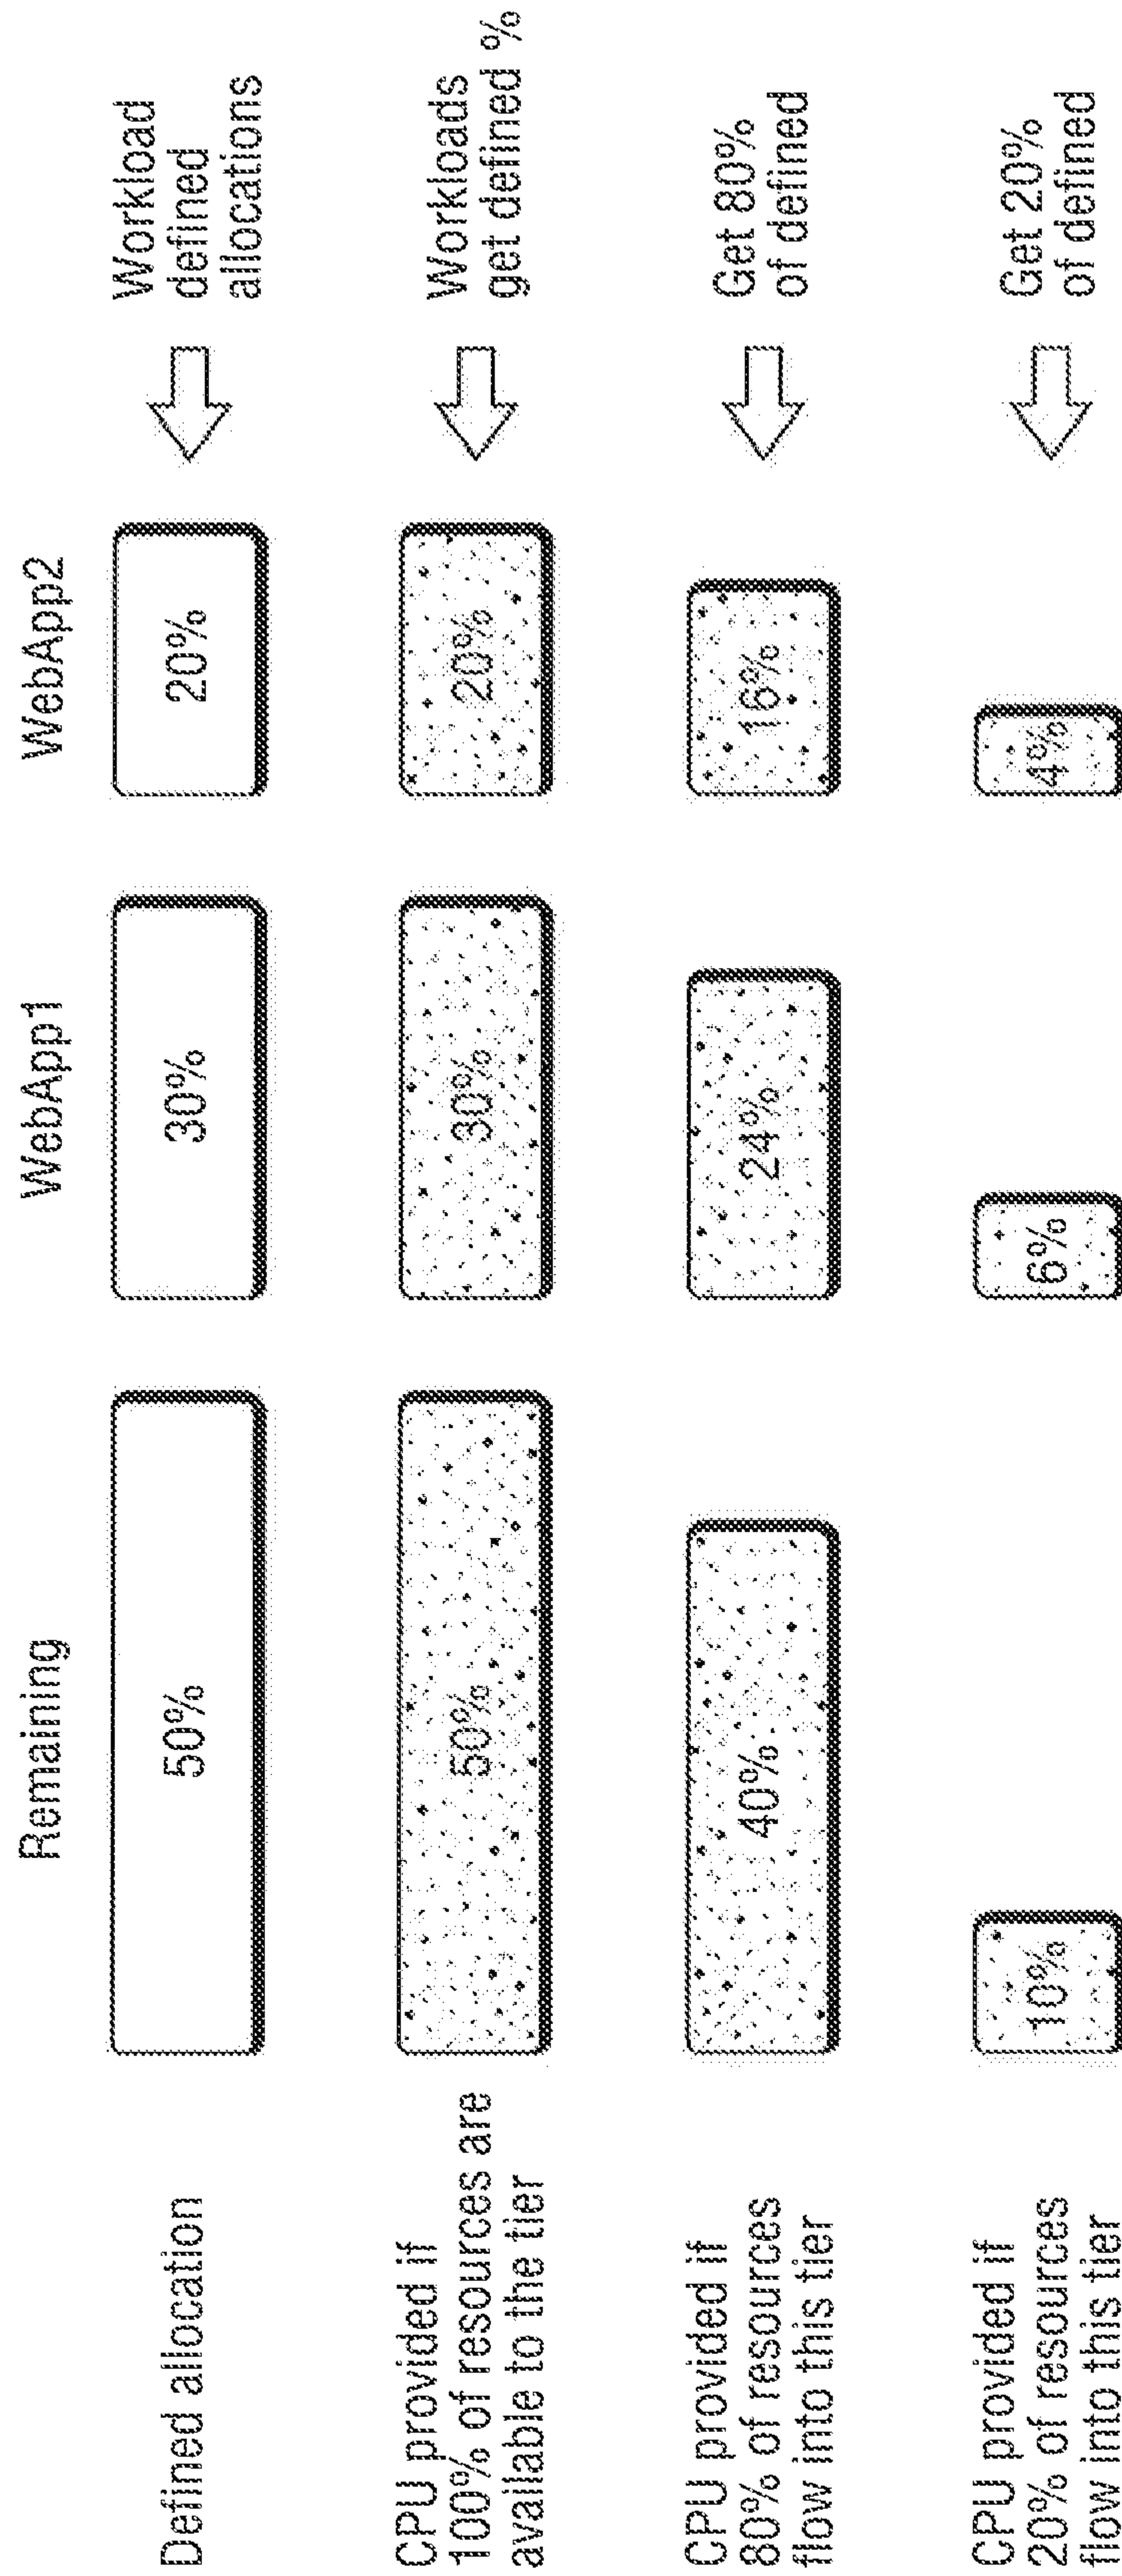 Remaining
WebApp1
WebApp2
Defined allocation
50%
30%
20%
Workload
defined
allocations
CPU provided if
100% of resources are
available to the tier
50%
30%
20%
Workloads
get defined %
CPU provided if
80% of resources
flow into this tier
40%
24%
16%
Get 80%
of defined
CPU provided if
20% of resources
flow into this tier
10%
6%
4%
Get 20%
of defined